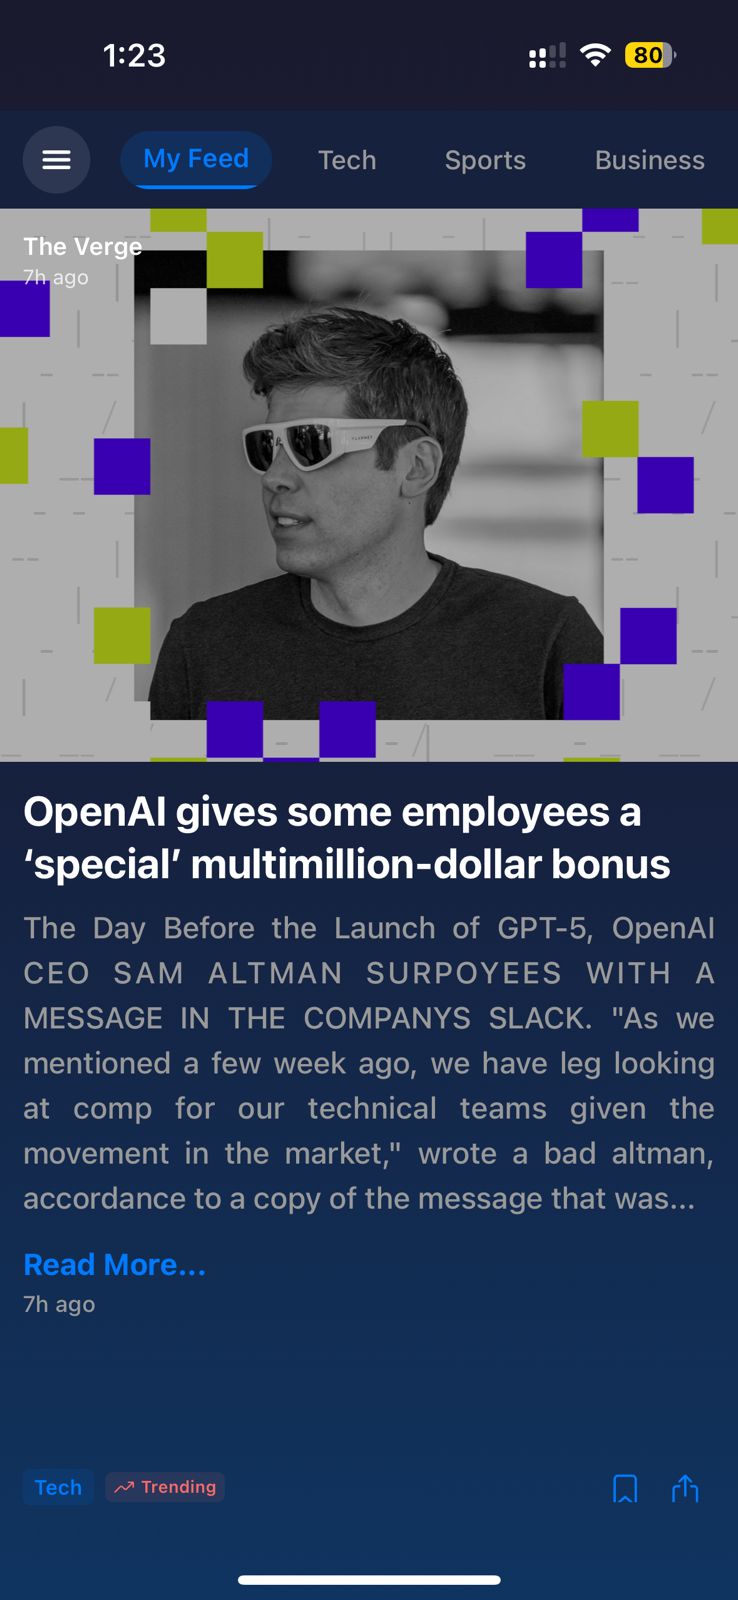 1:23
80
My Feed
Tech
Sports
Business
The Verge
7h ago
OpenAI gives some employees a
‘special’ multimillion-dollar bonus
The Day Before the Launch of GPT-5, OpenAI
CEO SAM ALTMAN SURPOYEES WITH A
MESSAGE IN THE COMPANYS SLACK. "As we
mentioned a few week ago, we have leg looking
at comp for our technical teams given the
movement in the market," wrote a bad altman,
accordance to a copy of the message that was...
Read More...
7h ago
Tech
Trending